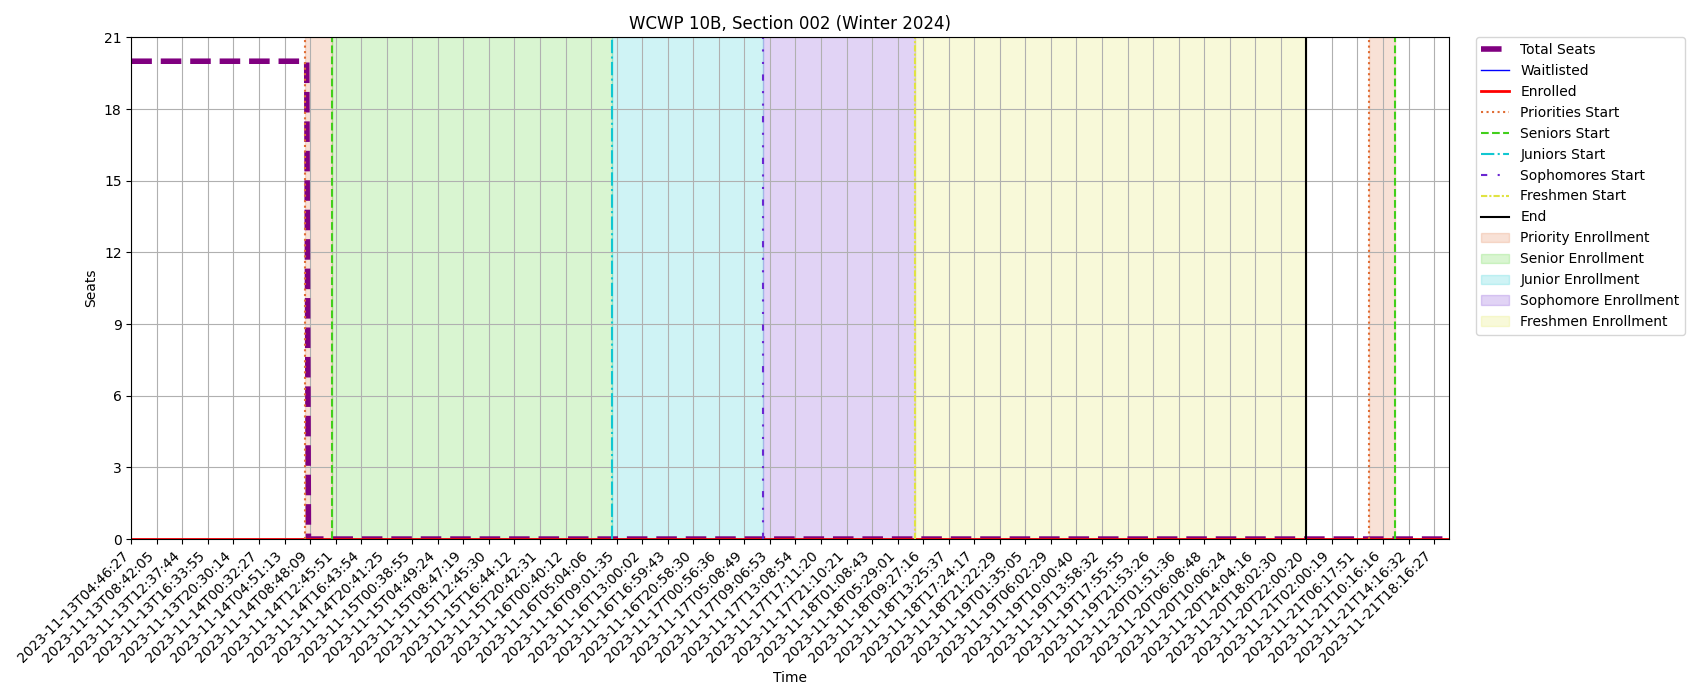 WCWP 10B, Section 002 (Winter 2024)
21
18
15
12
9
6
3
0
Seats
2023-11-13T04:46:27
2023-11-13T08:42:05
2023-11-13T12:37:44
2023-11-13T16:33:55
2023-11-13T20:30:14
2023-11-14T00:32:27
2023-11-14T04:51:13
2023-11-14T08:48:09
2023-11-14T12:45:51
2023-11-14T16:43:54
2023-11-14T20:41:25
2023-11-15T00:38:55
2023-11-15T04:49:24
2023-11-15T08:47:19
2023-11-15T12:45:30
2023-11-15T16:44:12
2023-11-15T20:42:31
2023-11-16T00:40:12
2023-11-16T05:04:06
2023-11-16T09:01:35
2023-11-16T13:00:02
2023-11-16T16:59:43
2023-11-16T20:58:30
2023-11-17T00:56:36
2023-11-17T05:08:49
2023-11-17T09:06:53
2023-11-17T13:08:54
2023-11-17T17:11:20
2023-11-17T21:10:21
2023-11-18T01:08:43
2023-11-18T05:29:01
2023-11-18T09:27:16
2023-11-18T13:25:37
2023-11-18T17:24:17
2023-11-18T21:22:29
2023-11-19T01:35:05
2023-11-19T06:02:29
2023-11-19T10:00:40
2023-11-19T13:58:32
2023-11-19T17:55:55
2023-11-19T21:53:26
2023-11-20T01:51:36
2023-11-20T06:08:48
2023-11-20T10:06:24
2023-11-20T14:04:16
2023-11-20T18:02:30
2023-11-20T22:00:20
2023-11-21T02:00:19
2023-11-21T06:17:51
2023-11-21T10:16:16
2023-11-21T14:16:32
2023-11-21T18:16:27
Time
Total Seats
Waitlisted
Enrolled
Priorities Start
Seniors Start
Juniors Start
Sophomores Start
Freshmen Start
End
Priority Enrollment
Senior Enrollment
Junior Enrollment
Sophomore Enrollment
Freshmen Enrollment